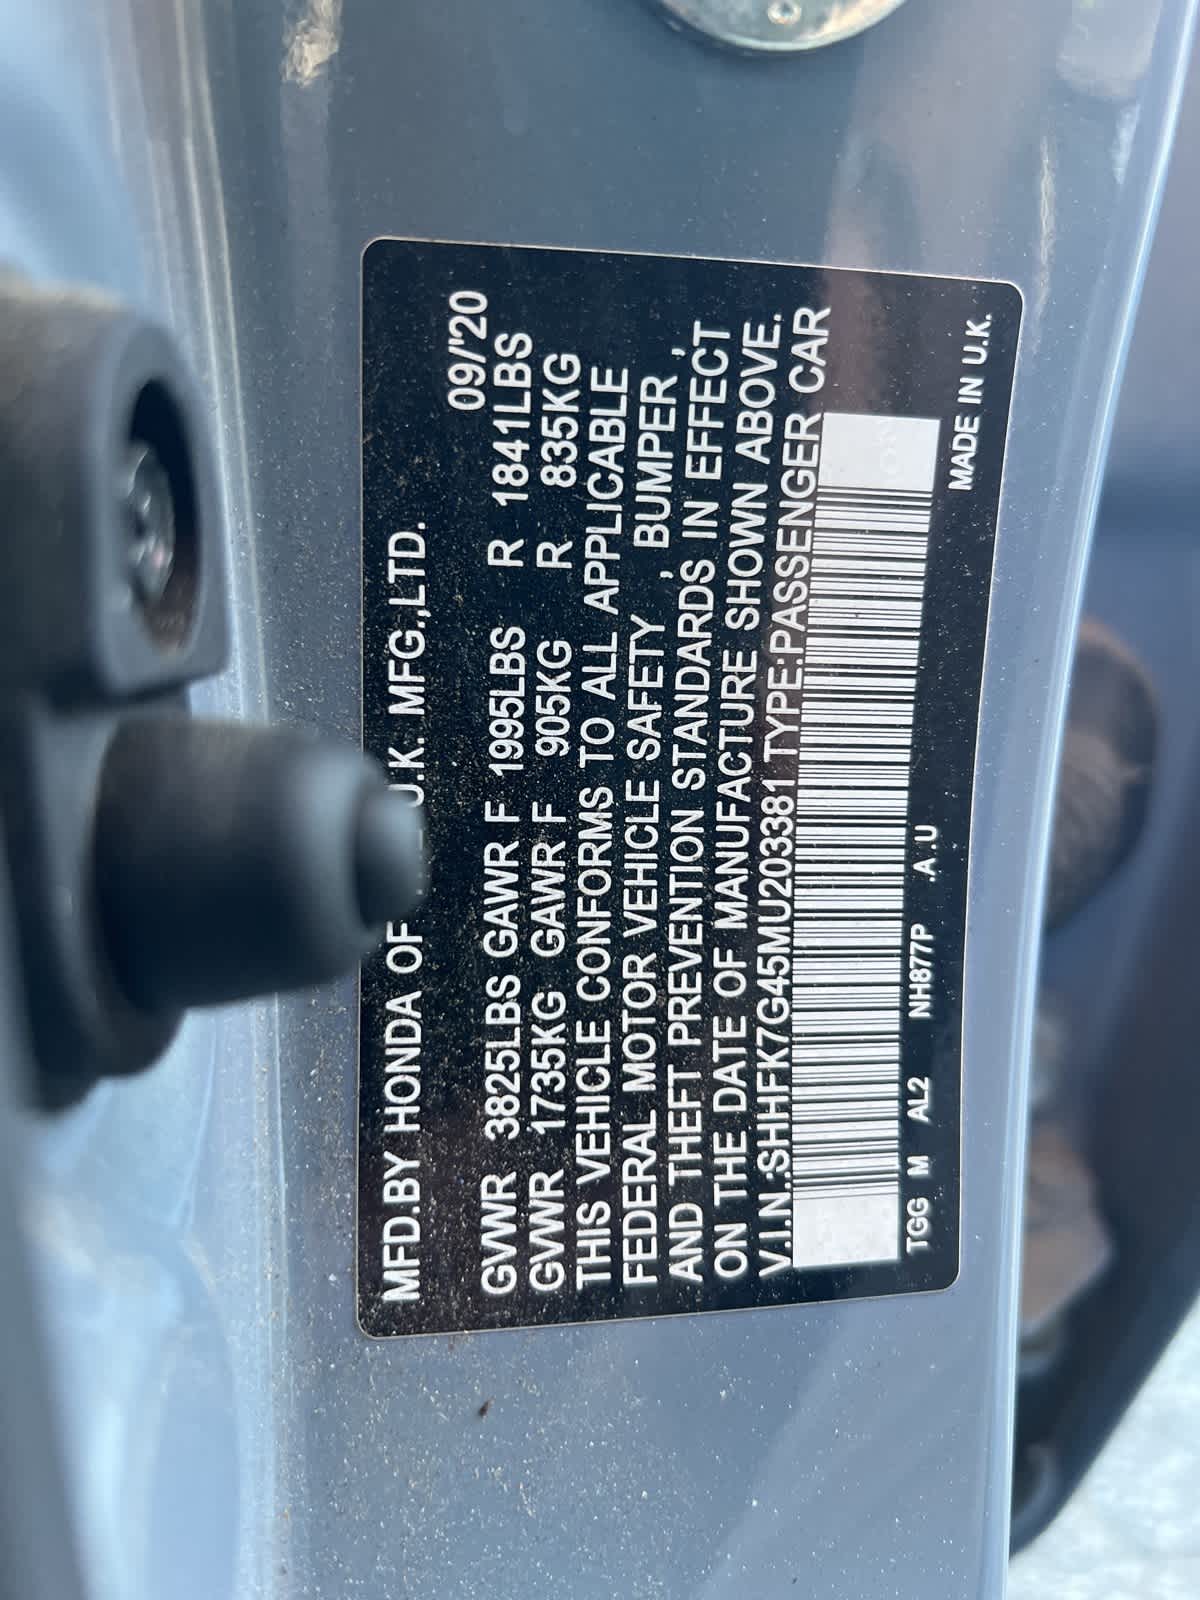 MFD.BY HONDA OF U.K. MFG.,LTD.
09/'20
GVWR 3825LBS GAWR F 1995LBS R 1841LBS
GVWR 1735KG GAWR F 905KG R 835KG
THIS VEHICLE CONFORMS TO ALL APPLICABLE
FEDERAL MOTOR VEHICLE SAFETY, BUMPER,
AND THEFT PREVENTION STANDARDS IN EFFECT
ON THE DATE OF MANUFACTURE SHOWN ABOVE.
V.I.N.:SHHFK7G45MU203381 TYPE:PASSENGER CAR
TGG M AL2 NH877P .A .U
MADE IN U.K.